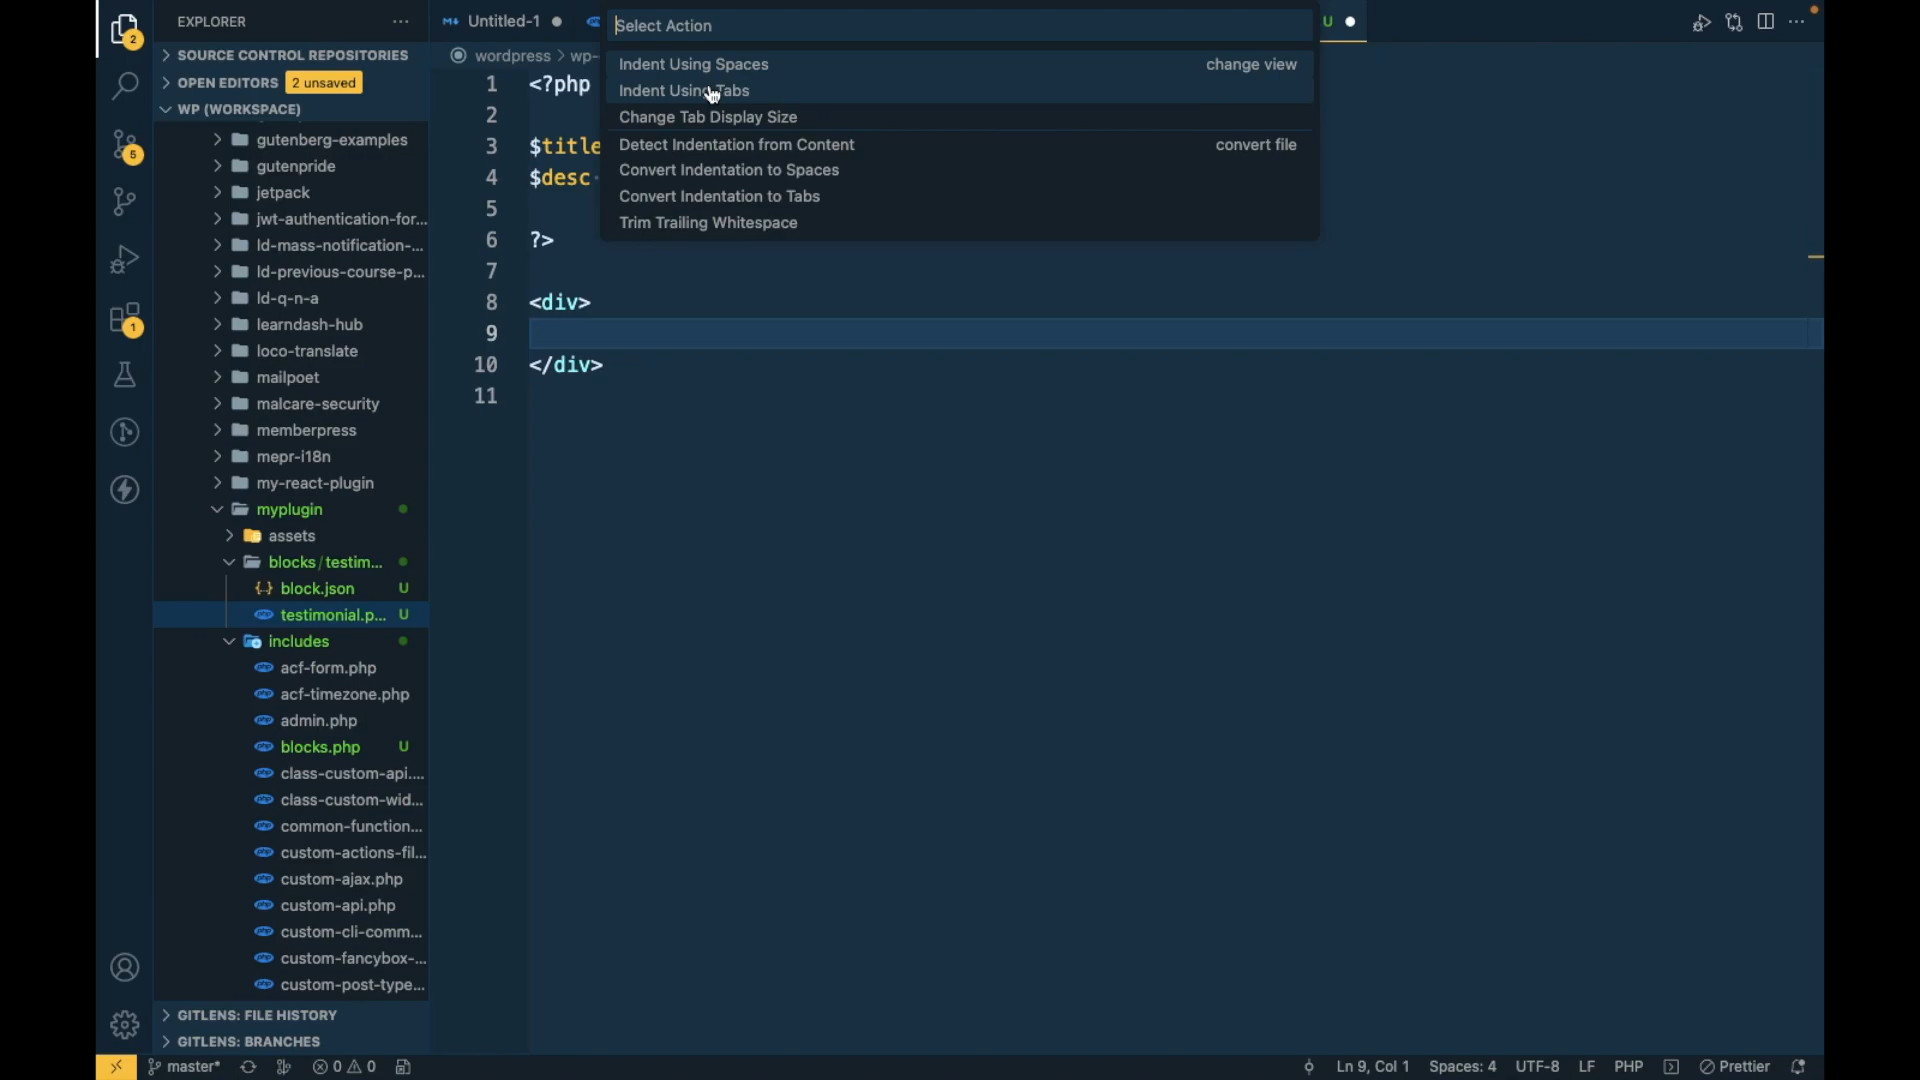 EXPLORER
Untitled-1
Select Action
U
SOURCE CONTROL REPOSITORIES
wordpress > wp-
OPEN EDITORS 2 unsaved
WP (WORKSPACE)
Indent Using Spaces change view
Indent Using Tabs
Change Tab Display Size
Detect Indentation from Content convert file
Convert Indentation to Spaces
Convert Indentation to Tabs
Trim Trailing Whitespace
2
5
1
gutenberg-examples
gutenpride
jetpack
jwt-authentication-for...
ld-mass-notification-...
ld-previous-course-p...
ld-q-n-a
learndash-hub
loco-translate
mailpoet
malcare-security
memberpress
mepr-i18n
my-react-plugin
myplugin
assets
blocks / testim...
block.json U
testimonial.p... U
includes
acf-form.php
acf-timezone.php
admin.php
blocks.php U
class-custom-api....
class-custom-wid...
common-function...
custom-actions-fil...
custom-ajax.php
custom-api.php
custom-cli-comm...
custom-fancybox-...
custom-post-type...
GITLENS: FILE HISTORY
GITLENS: BRANCHES
1 <?php
2
3 $title
4 $desc
5
6 ?>
7
8 <div>
9
10 </div>
11
master* 0 0 Ln 9, Col 1 Spaces: 4 UTF-8 LF PHP Prettier